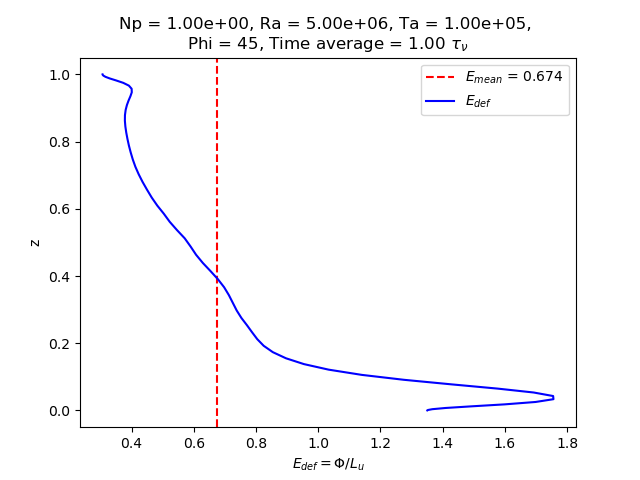 Np = 1.00e+00, Ra = 5.00e+06, Ta = 1.00e+05,
Phi = 45, Time average = 1.00 τ_ν
E_mean = 0.674
E_def
1.0
0.8
0.6
0.4
0.2
0.0
z
0.4 0.6 0.8 1.0 1.2 1.4 1.6 1.8
E_def = Φ/L_u